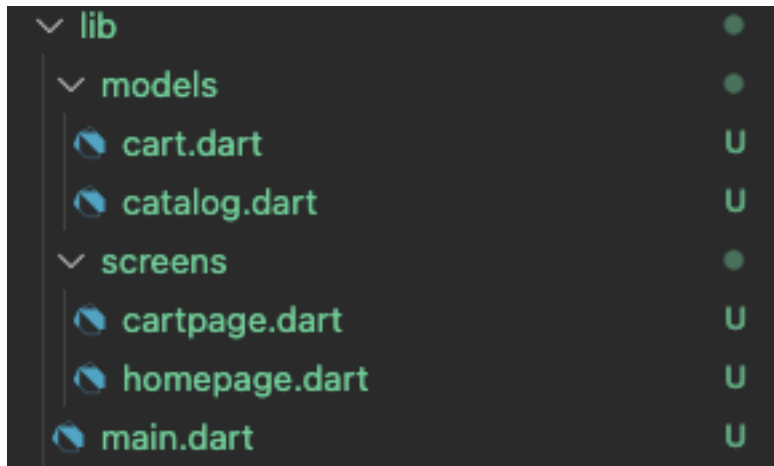 lib
models
cart.dart U
catalog.dart U
screens
cartpage.dart U
homepage.dart U
main.dart U